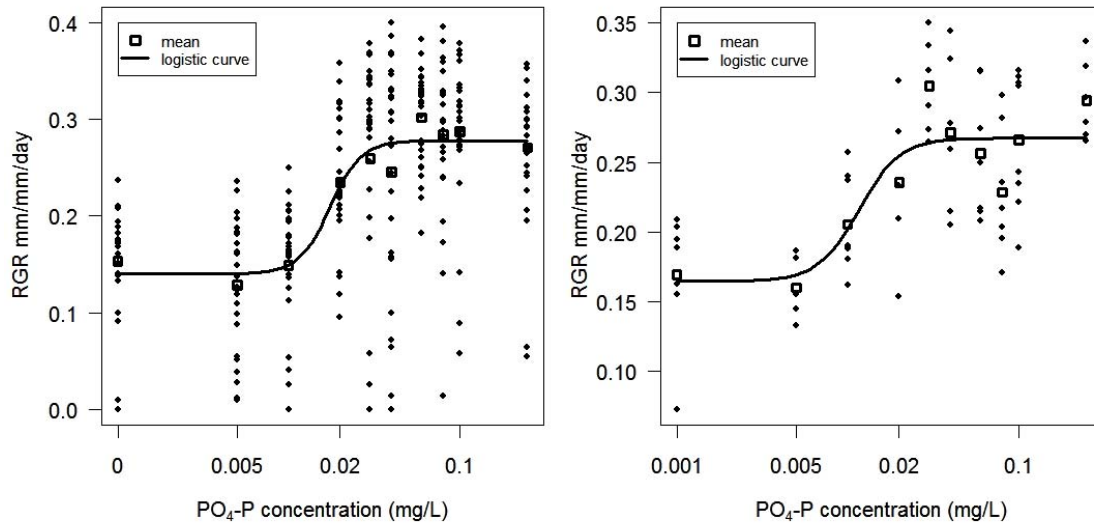 0.4
0.3
0.2
0.1
0.0
RGR mm/mm/day
mean
logistic curve
0
0.005
0.02
0.1
PO₄-P concentration (mg/L)
0.35
0.30
0.25
0.20
0.15
0.10
RGR mm/mm/day
mean
logistic curve
0.001
0.005
0.02
0.1
PO₄-P concentration (mg/L)